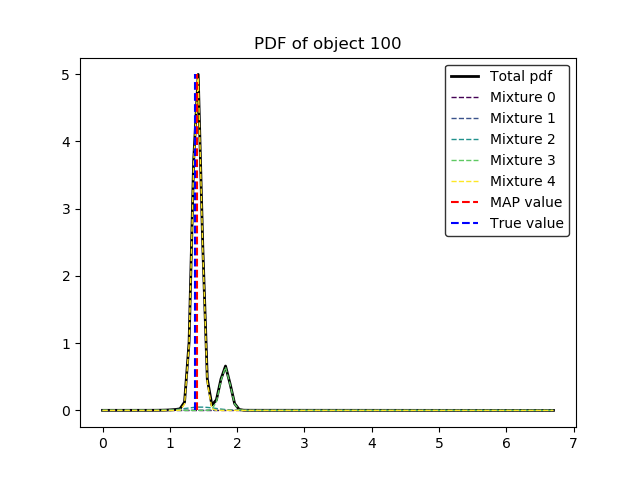 PDF of object 100
5
4
3
2
1
0
0 1 2 3 4 5 6 7
Total pdf
Mixture 0
Mixture 1
Mixture 2
Mixture 3
Mixture 4
MAP value
True value